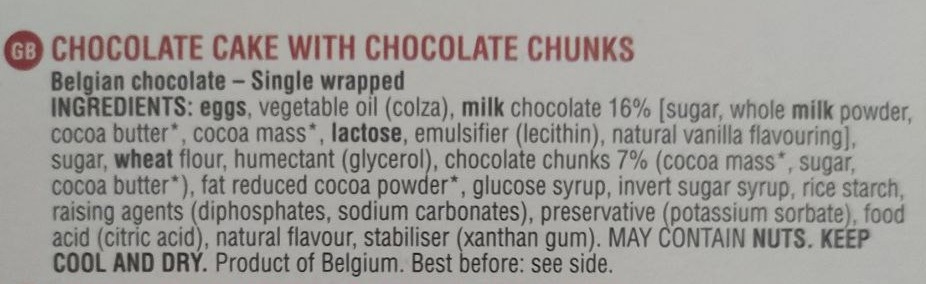 GB CHOCOLATE CAKE WITH CHOCOLATE CHUNKS
Belgian chocolate – Single wrapped
INGREDIENTS: eggs, vegetable oil (colza), milk chocolate 16% [sugar, whole milk powder,
cocoa butter*, cocoa mass*, lactose, emulsifier (lecithin), natural vanilla flavouring],
sugar, wheat flour, humectant (glycerol), chocolate chunks 7% (cocoa mass*, sugar,
cocoa butter*), fat reduced cocoa powder*, glucose syrup, invert sugar syrup, rice starch,
raising agents (diphosphates, sodium carbonates), preservative (potassium sorbate), food
acid (citric acid), natural flavour, stabiliser (xanthan gum). MAY CONTAIN NUTS. KEEP
COOL AND DRY. Product of Belgium. Best before: see side.